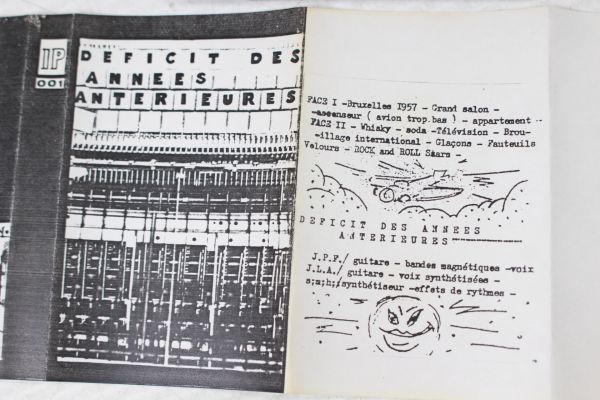 IP
001
DEFICIT DES
ANNEES
ANTERIEURES
FACE I -Bruxelles 1957 - Grand salon -
-ascenseur ( avion trop bas ) - appartement -
FACE II - Whisky - soda -Télévision - Brou-
-illage international - Glaçons - Fauteuils
Velours - ROCK and ROLL Stars -
DEFICIT DES ANNEES
ANTERIEURES----------
J.P.F./ guitare - bandes magnétiques -voix
J.L.A./ guitare - voix synthétisées -
s;m;h;/synthétiseur -effets de rythmes -